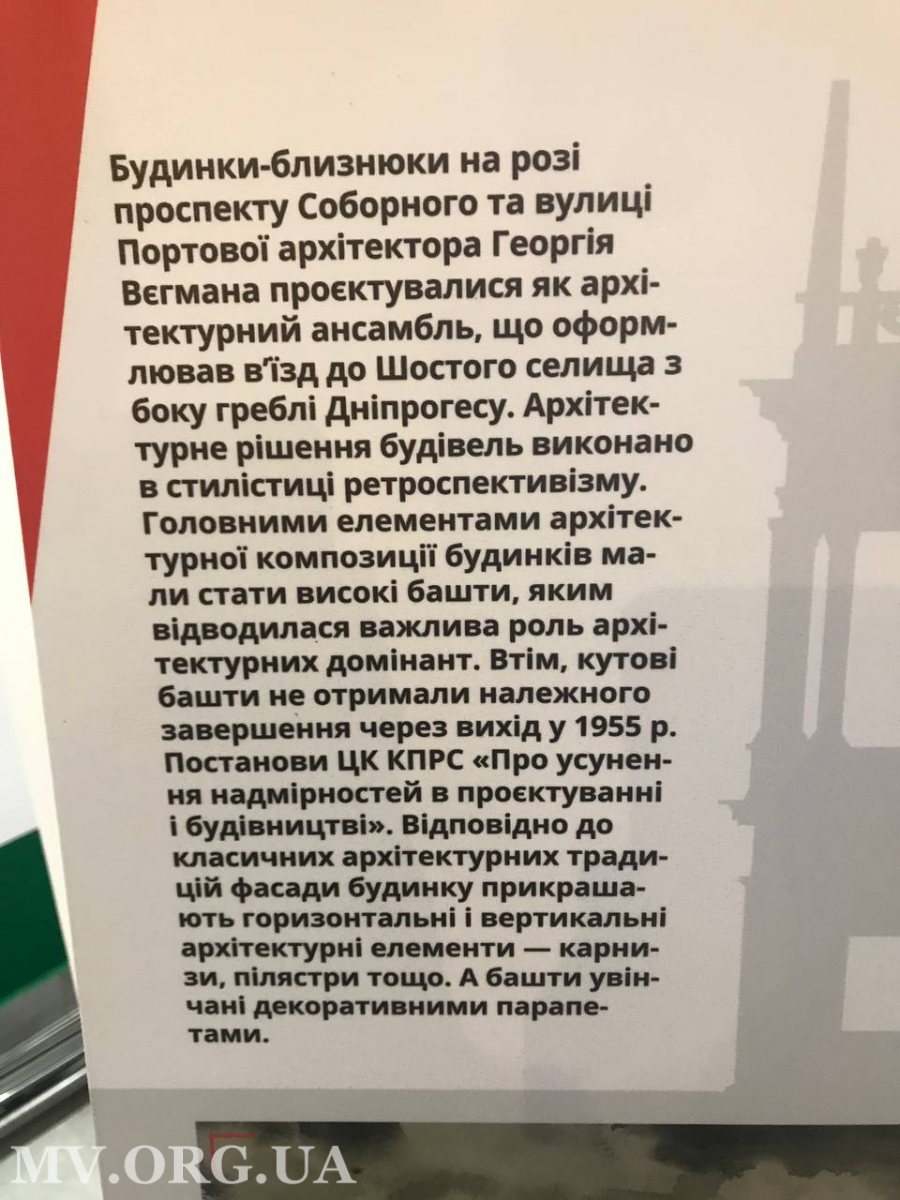 Будинки-близнюки на розі
проспекту Соборного та вулиці
Портової архітектора Георгія
Вєгмана проєктувалися як архі-
тектурний ансамбль, що оформ-
лював в'їзд до Шостого селища з
боку греблі Дніпрогесу. Архітек-
турне рішення будівель виконано
в стилістиці ретроспективізму.
Головними елементами архітек-
турної композиції будинків ма-
ли стати високі башти, яким
відводилася важлива роль архі-
тектурних домінант. Втім, кутові
башти не отримали належного
завершення через вихід у 1955 р.
Постанови ЦК КПРС «Про усунен-
ня надмірностей в проєктуванні
і будівництві». Відповідно до
класичних архітектурних тради-
цій фасади будинку прикраша-
ють горизонтальні і вертикальні
архітектурні елементи — карни-
зи, пілястри тощо. А башти увін-
чані декоративними парапе-
тами.
MV.ORG.UA